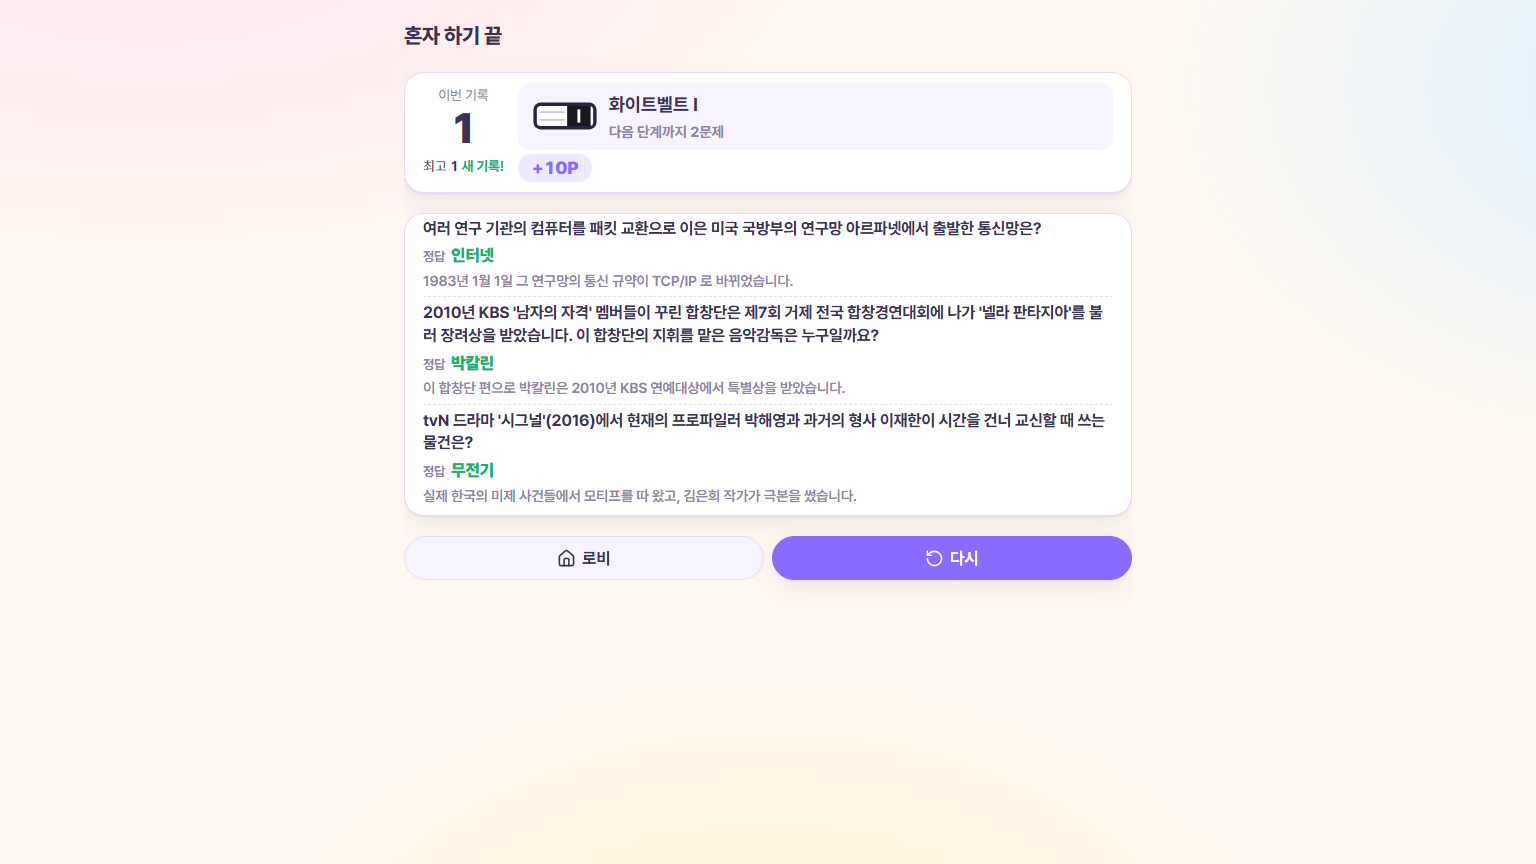 혼자 하기 끝
이번 기록
1
최고 1 새 기록!
화이트벨트 I
다음 단계까지 2문제
+10P
여러 연구 기관의 컴퓨터를 패킷 교환으로 이은 미국 국방부의 연구망 아르파넷에서 출발한 통신망은?
정답 인터넷
1983년 1월 1일 그 연구망의 통신 규약이 TCP/IP 로 바뀌었습니다.
2010년 KBS '남자의 자격' 멤버들이 꾸린 합창단은 제7회 거제 전국 합창경연대회에 나가 '넬라 판타지아'를 불
러 장려상을 받았습니다. 이 합창단의 지휘를 맡은 음악감독은 누구일까요?
정답 박칼린
이 합창단 편으로 박칼린은 2010년 KBS 연예대상에서 특별상을 받았습니다.
tvN 드라마 '시그널'(2016)에서 현재의 프로파일러 박해영과 과거의 형사 이재한이 시간을 건너 교신할 때 쓰는
물건은?
정답 무전기
실제 한국의 미제 사건들에서 모티프를 따 왔고, 김은희 작가가 극본을 썼습니다.
로비
다시